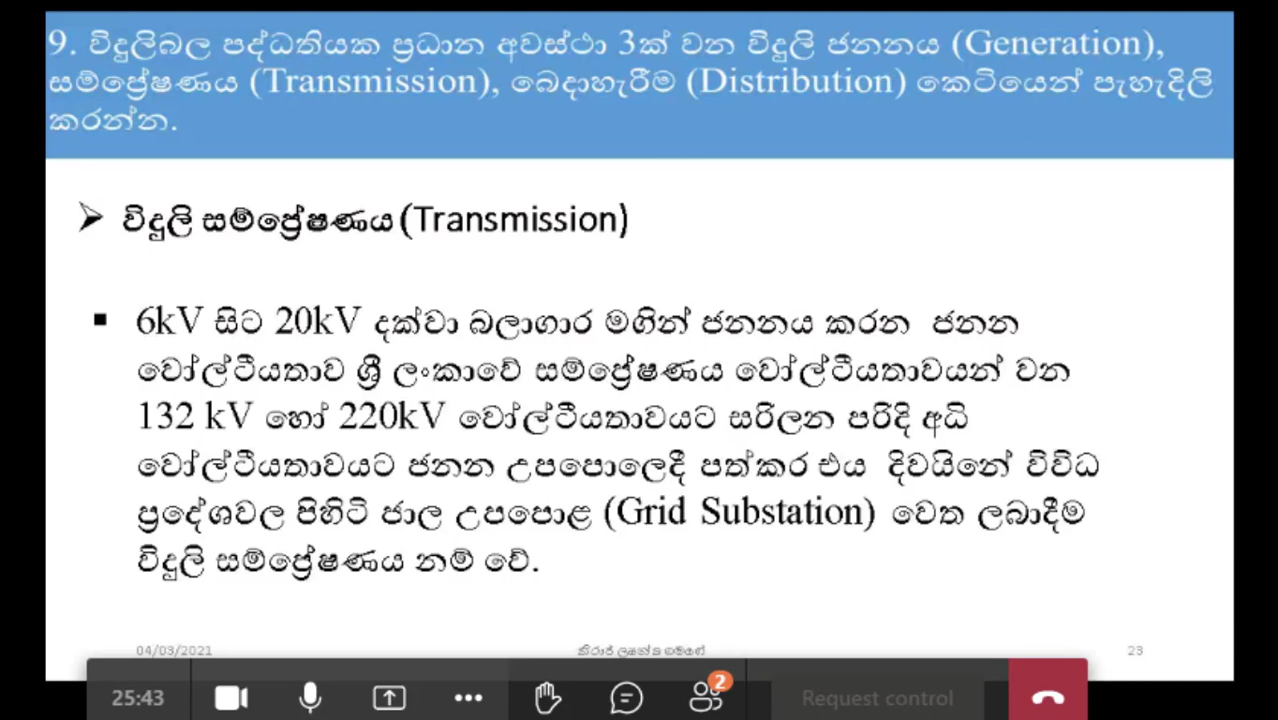 9. විදුලිබල පද්ධතියක ප්‍රධාන අවස්ථා 3ක් වන විදුලි ජනනය (Generation),
සම්ප්‍රේෂණය (Transmission), බෙදාහැරීම (Distribution) කෙටියෙන් පැහැදිලි
කරන්න.
➤ විදුලි සම්ප්‍රේෂණය (Transmission)
▪ 6kV සිට 20kV දක්වා බලාගාර මගින් ජනනය කරන ජනන
වෝල්ටීයතාව ශ්‍රී ලංකාවේ සම්ප්‍රේෂණය වෝල්ටීයතාවයන් වන
132 kV හෝ 220kV වෝල්ටීයතාවයට සරිලන පරිදි අධි
වෝල්ටීයතාවයට ජනන උපපොලෙදී පත්කර එය දිවයිනේ විවිධ
ප්‍රදේශවල පිහිටි ජාල උපපොළ (Grid Substation) වෙත ලබාදීම
විදුලි සම්ප්‍රේෂණය නම් වේ.
04/03/2021 23
25:43 2 Request control